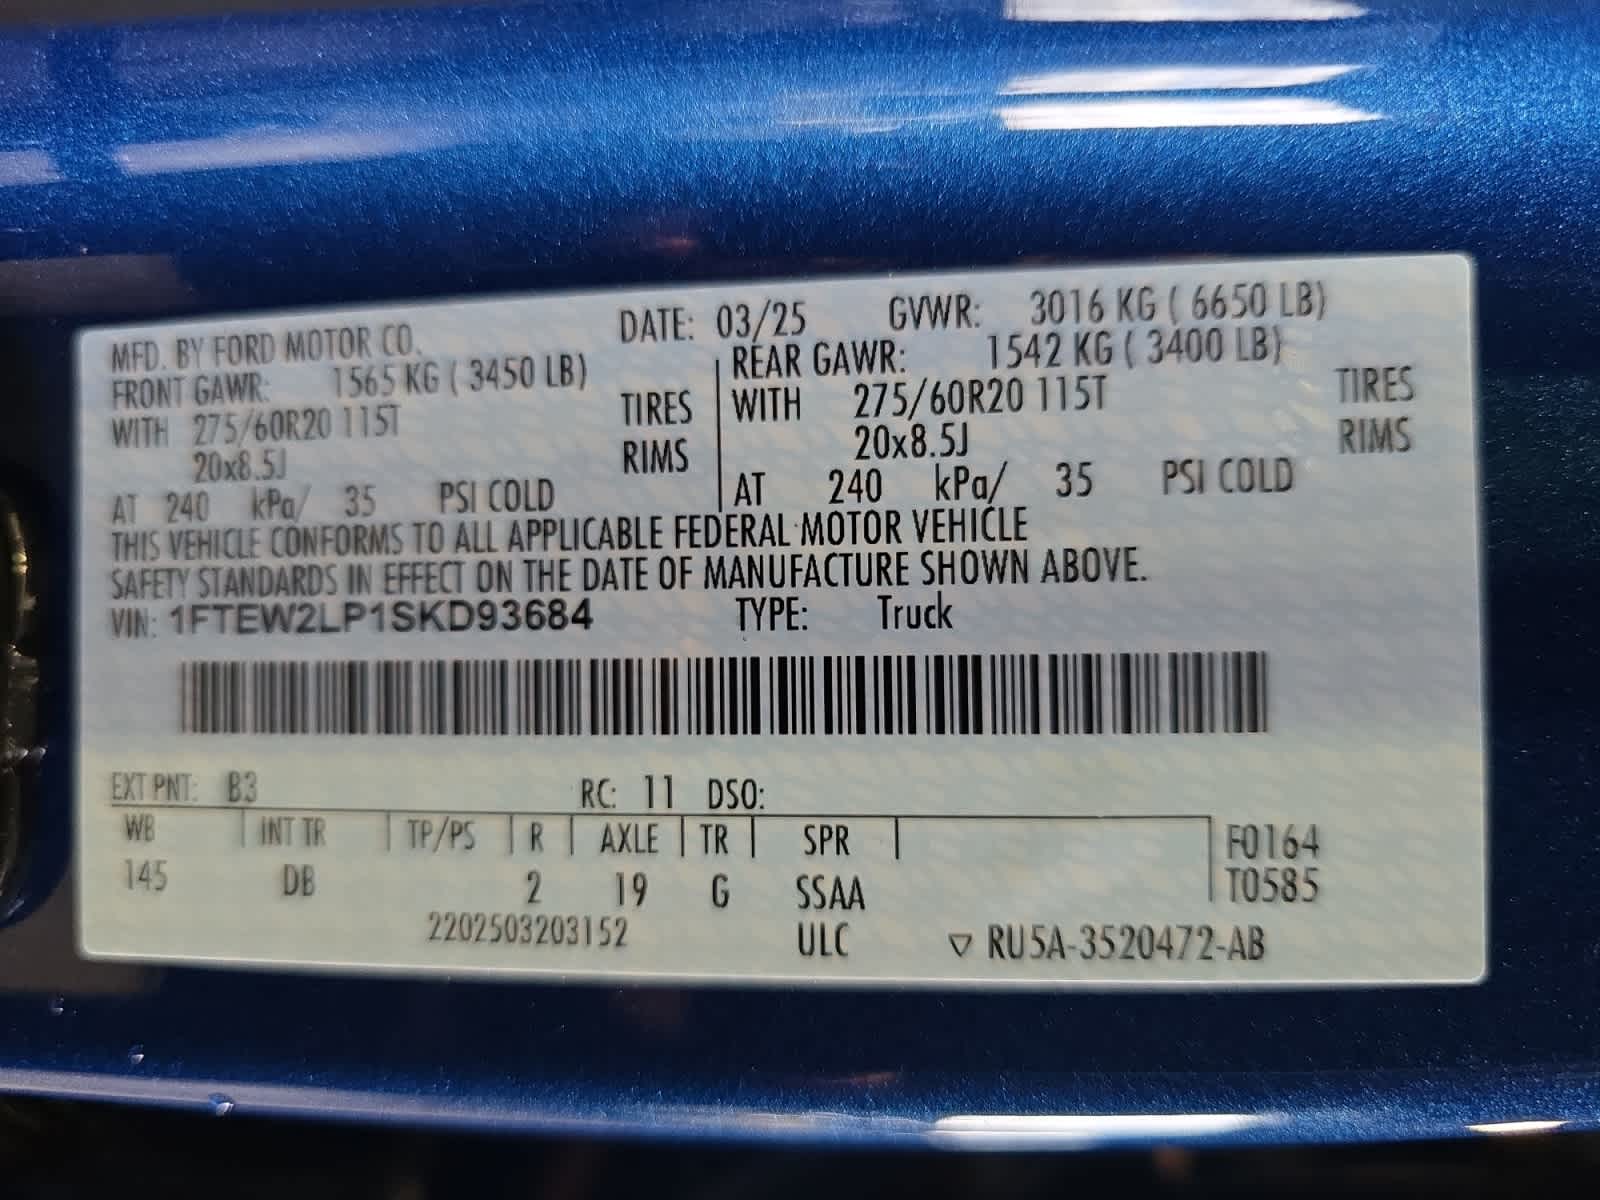 MFD. BY FORD MOTOR CO. DATE: 03/25 GVWR: 3016 KG ( 6650 LB)
FRONT GAWR: 1565 KG ( 3450 LB) REAR GAWR: 1542 KG ( 3400 LB)
WITH 275/60R20 115T TIRES WITH 275/60R20 115T TIRES
20x8.5J RIMS 20x8.5J RIMS
AT 240 kPa/ 35 PSI COLD AT 240 kPa/ 35 PSI COLD
THIS VEHICLE CONFORMS TO ALL APPLICABLE FEDERAL MOTOR VEHICLE
SAFETY STANDARDS IN EFFECT ON THE DATE OF MANUFACTURE SHOWN ABOVE.
VIN: 1FTEW2LP1SKD93684 TYPE: Truck
EXT PNT: B3 RC: 11 DSO:
WB INT TR TP/PS R AXLE TR SPR F0164
145 DB 2 19 G SSAA T0585
2202503203152 ULC ▽ RU5A-3520472-AB